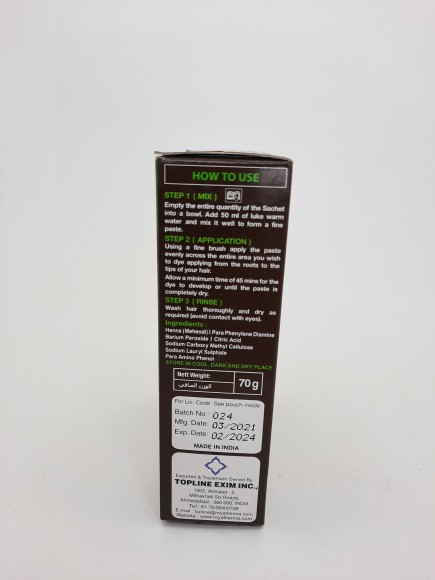 HOW TO USE
STEP 1 ( MIX )
Empty the entire quantity of the Sachet
into a bowl. Add 50 ml of luke warm
water and mix it well to form a fine
paste.
STEP 2 ( APPLICATION )
Using a fine brush apply the paste
evenly across the entire area you wish
to dye applying from the roots to the
tips of your hair.
Allow a minimum time of 45 mins for the
dye to develop or until the paste is
completely dry.
STEP 3 ( RINSE )
Wash hair thoroughly and dry as
required (avoid contact with eyes).
Ingredients :
Henna (Mehendi) | Para Phenylene Diamine
Barium Peroxide | Citric Acid
Sodium Carboxy Methyl Cellulose
Sodium Lauryl Sulphate
Para Amino Phenol
STORE IN COOL, DARK AND DRY PLACE
Nett Weight:
الوزن الصافي:
70g
For Lic. Code See pouch inside
Batch No.: 024
Mfg. Date: 03/2021
Exp. Date: 02/2024
MADE IN INDIA
Exported & Trademark Owned By
TOPLINE EXIM INC.,
Mithakhali Six Roads,
Ahmedabad - 380 006, INDIA
Website : www.royalhenna.com